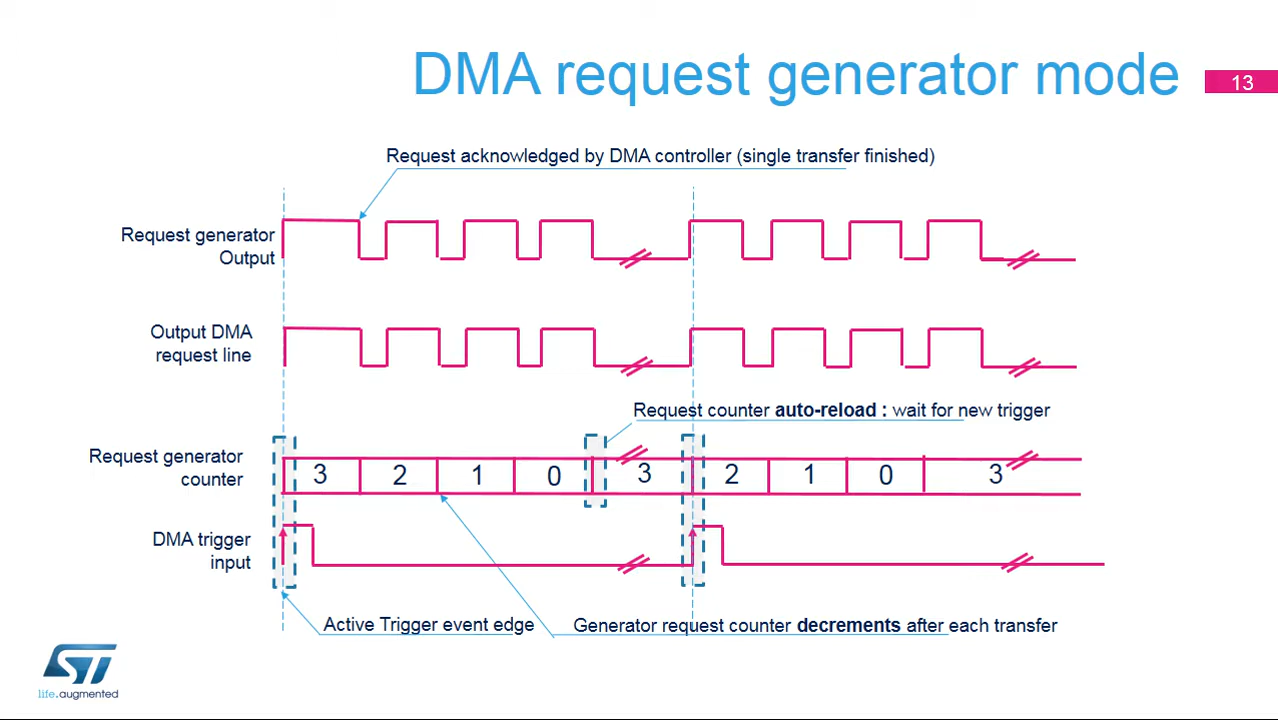 DMA request generator mode
13
Request acknowledged by DMA controller (single transfer finished)
Request generator
Output
Output DMA
request line
Request counter auto-reload : wait for new trigger
Request generator
counter
3 2 1 0 3 2 1 0 3
DMA trigger
input
Active Trigger event edge
Generator request counter decrements after each transfer
ST
life.augmented